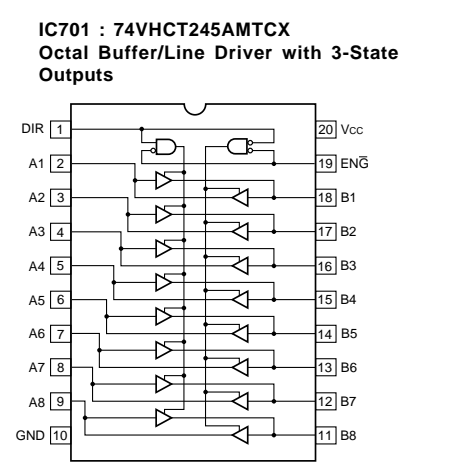 IC701 : 74VHCT245AMTCX
Octal Buffer/Line Driver with 3-State
Outputs
DIR 1
20 Vcc
A1 2
19 ENG̅
A2 3
18 B1
A3 4
17 B2
A4 5
16 B3
A5 6
15 B4
A6 7
14 B5
A7 8
13 B6
A8 9
12 B7
GND 10
11 B8